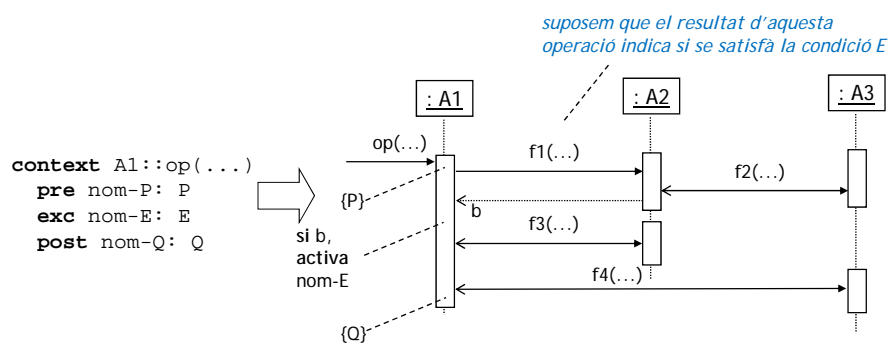 suposem que el resultat d'aquesta
operació indica si se satisfà la condició E
: A1
: A2
: A3
op(...)
f1(...)
context A1::op(...)
pre nom-P: P
exc nom-E: E
post nom-Q: Q
f2(...)
{P}
b
si b,
activa
nom-E
f3(...)
f4(...)
{Q}